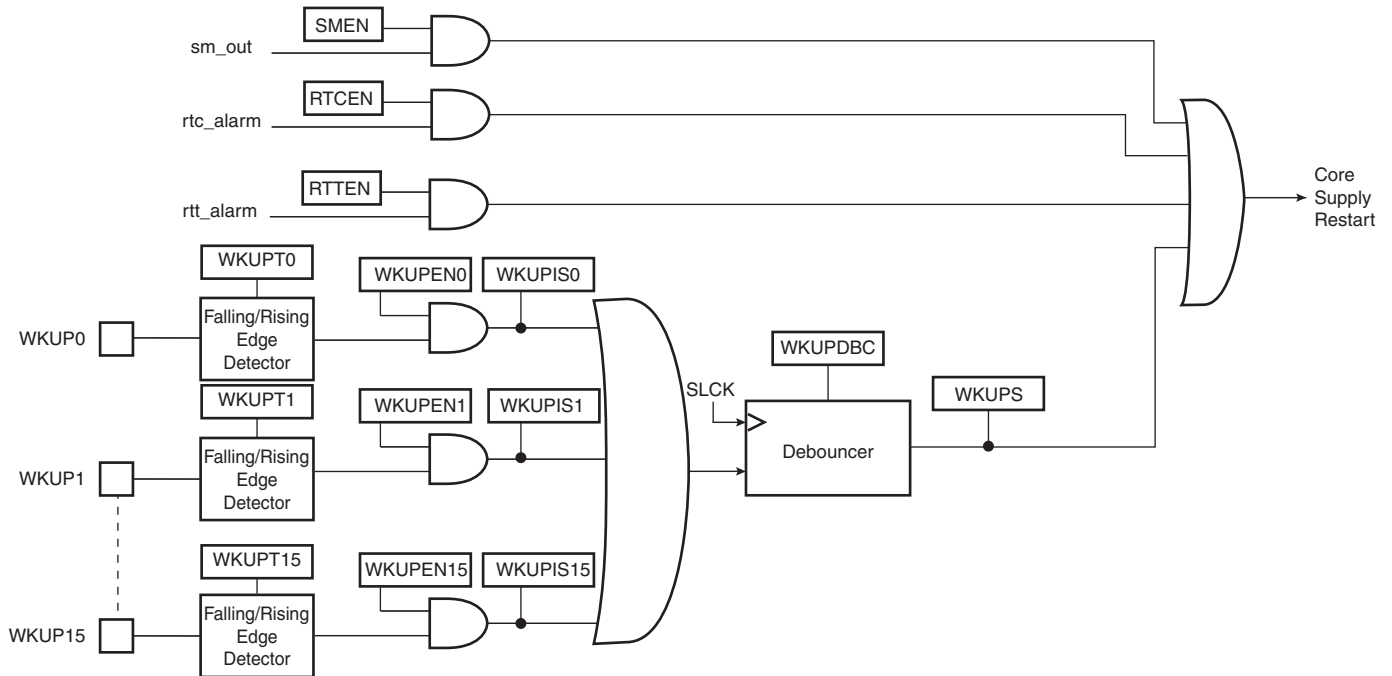 SMEN
sm_out
RTCEN
rtc_alarm
RTTEN
rtt_alarm
Core
Supply
Restart
WKUPT0
WKUPEN0
WKUPIS0
WKUP0
Falling/Rising
Edge
Detector
WKUPDBC
WKUPT1
WKUPEN1
WKUPIS1
SLCK
WKUPS
WKUP1
Falling/Rising
Edge
Detector
Debouncer
WKUPT15
WKUPEN15
WKUPIS15
WKUP15
Falling/Rising
Edge
Detector